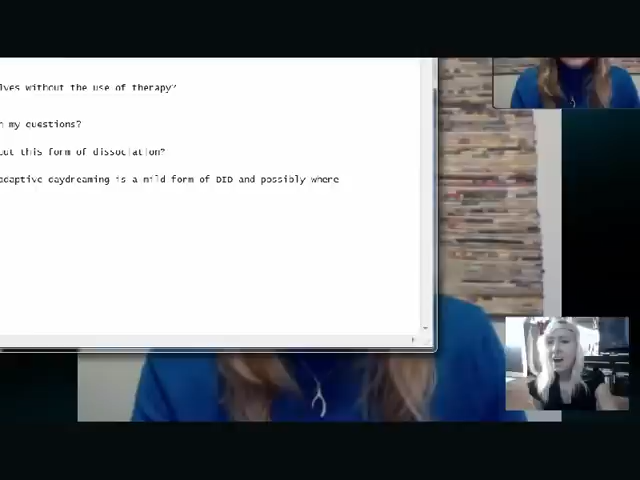 lves without the use of therapy?
n my questions?
out this form of dissociation?
adaptive daydreaming is a mild form of DID and possibly where